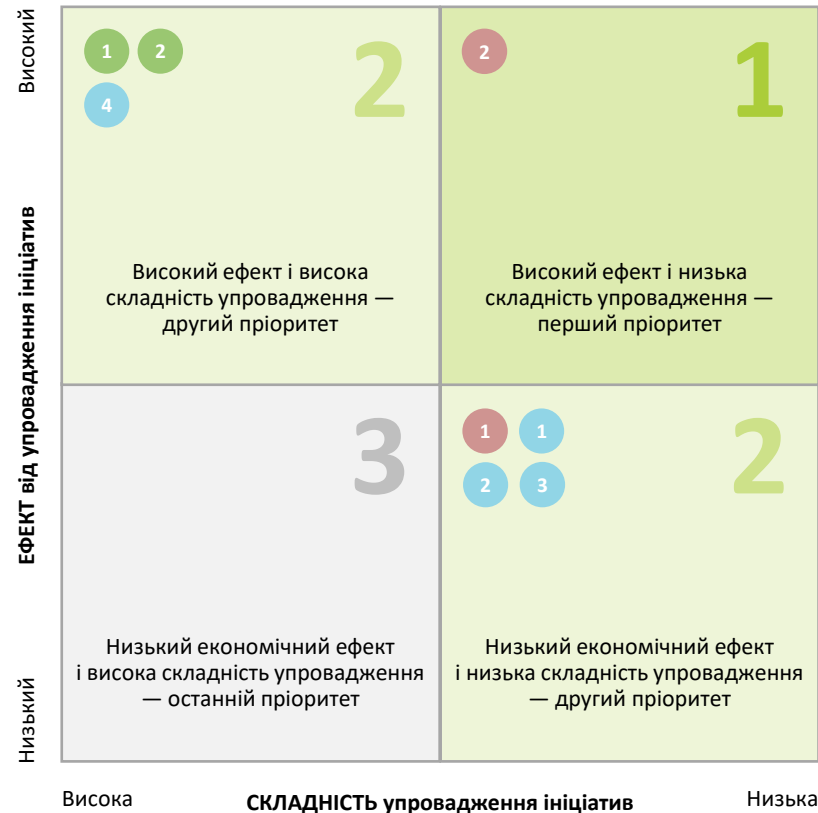 Високий
ЕФЕКТ від упровадження ініціатив
Низький
1 2
4
2
Високий ефект і висока
складність упровадження —
другий пріоритет
2
1
Високий ефект і низька
складність упровадження —
перший пріоритет
3
Низький економічний ефект
і висока складність упровадження
— останній пріоритет
1 1
2 3
2
Низький економічний ефект
і низька складність упровадження
— другий пріоритет
Висока
СКЛАДНІСТЬ упровадження ініціатив
Низька